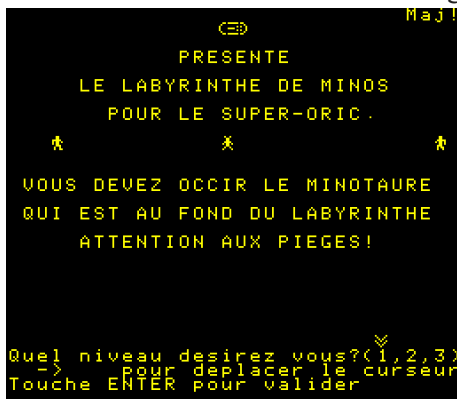 Maj!
PRESENTE
LE LABYRINTHE DE MINOS
POUR LE SUPER-ORIC.
VOUS DEVEZ OCCIR LE MINOTAURE
QUI EST AU FOND DU LABYRINTHE
ATTENTION AUX PIEGES!
Quel niveau desirez vous?(1,2,3)
-> pour deplacer le curseur
Touche ENTER pour valider